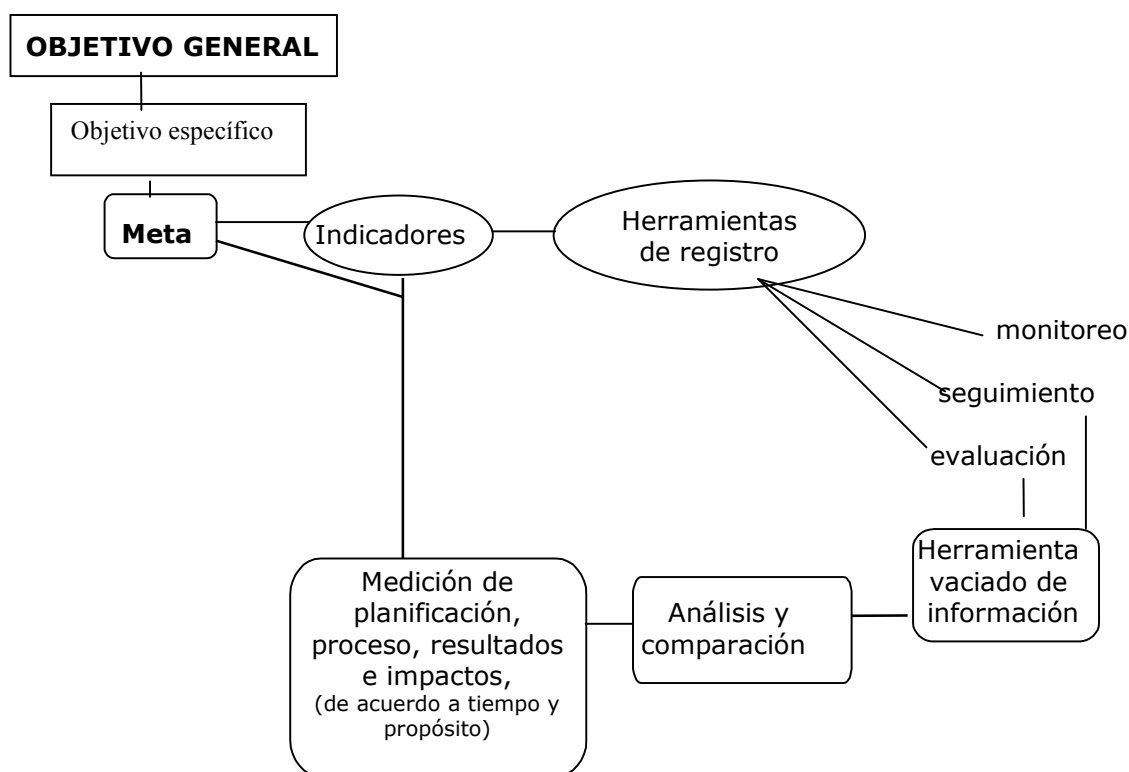 OBJETIVO GENERAL
Objetivo específico
Meta
Indicadores
Herramientas
de registro
monitoreo
seguimiento
evaluación
Herramienta
vaciado de
información
Análisis y
comparación
Medición de
planificación,
proceso, resultados
e impactos,
(de acuerdo a tiempo y
propósito)